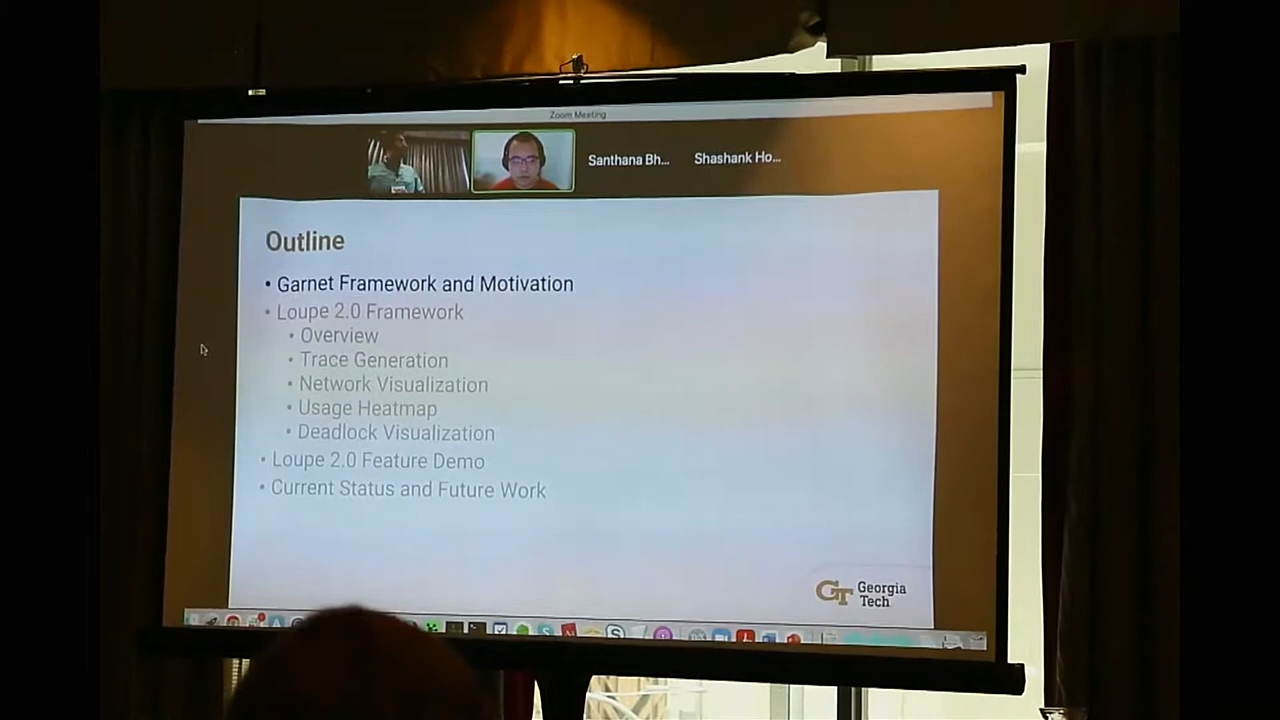 Zoom Meeting
Santhana Bh...
Shashank Ho...
Outline
• Garnet Framework and Motivation
• Loupe 2.0 Framework
• Overview
• Trace Generation
• Network Visualization
• Usage Heatmap
• Deadlock Visualization
• Loupe 2.0 Feature Demo
• Current Status and Future Work
GT Georgia
Tech